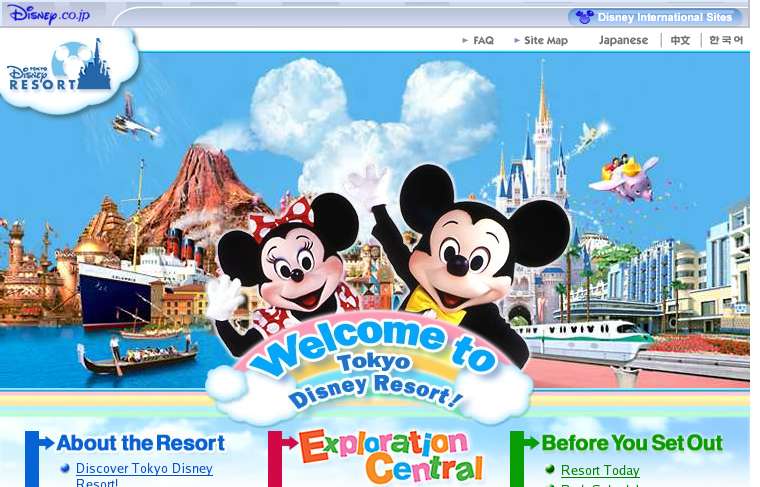 Disney.co.jp
Disney International Sites
FAQ
Site Map
Japanese
中文
한국어
TOKYO
Disney
RESORT
COLUMBIA
Welcome to
Tokyo
Disney Resort!
About the Resort
Exploration
Central
Before You Set Out
Discover Tokyo Disney
Resort!
Resort Today